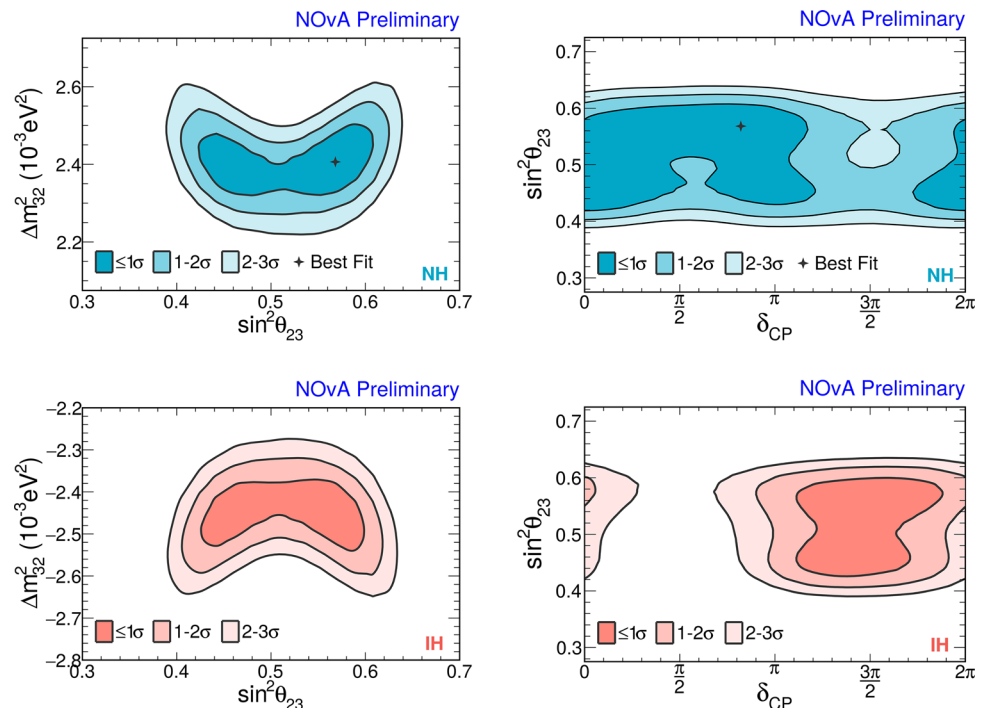 NOvA Preliminary
Δm²₃₂ (10⁻³eV²)
2.6
2.4
2.2
≤1σ 1-2σ 2-3σ Best Fit
NH
0.3 0.4 0.5 0.6 0.7
sin²θ₂₃
NOvA Preliminary
sin²θ₂₃
0.7
0.6
0.5
0.4
0.3
≤1σ 1-2σ 2-3σ Best Fit
NH
0 π/2 π 3π/2 2π
δCP
NOvA Preliminary
Δm²₃₂ (10⁻³eV²)
−2.2
−2.3
−2.4
−2.5
−2.6
−2.7
−2.8
≤1σ 1-2σ 2-3σ
IH
0.3 0.4 0.5 0.6 0.7
sin²θ₂₃
NOvA Preliminary
sin²θ₂₃
0.7
0.6
0.5
0.4
0.3
≤1σ 1-2σ 2-3σ
IH
0 π/2 π 3π/2 2π
δCP